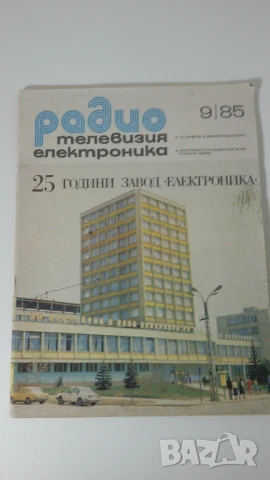 радио 9/85
телевизия
електроника
25 ГОДИНИ ЗАВОД «ЕЛЕКТРОНИКА»
BAZAR